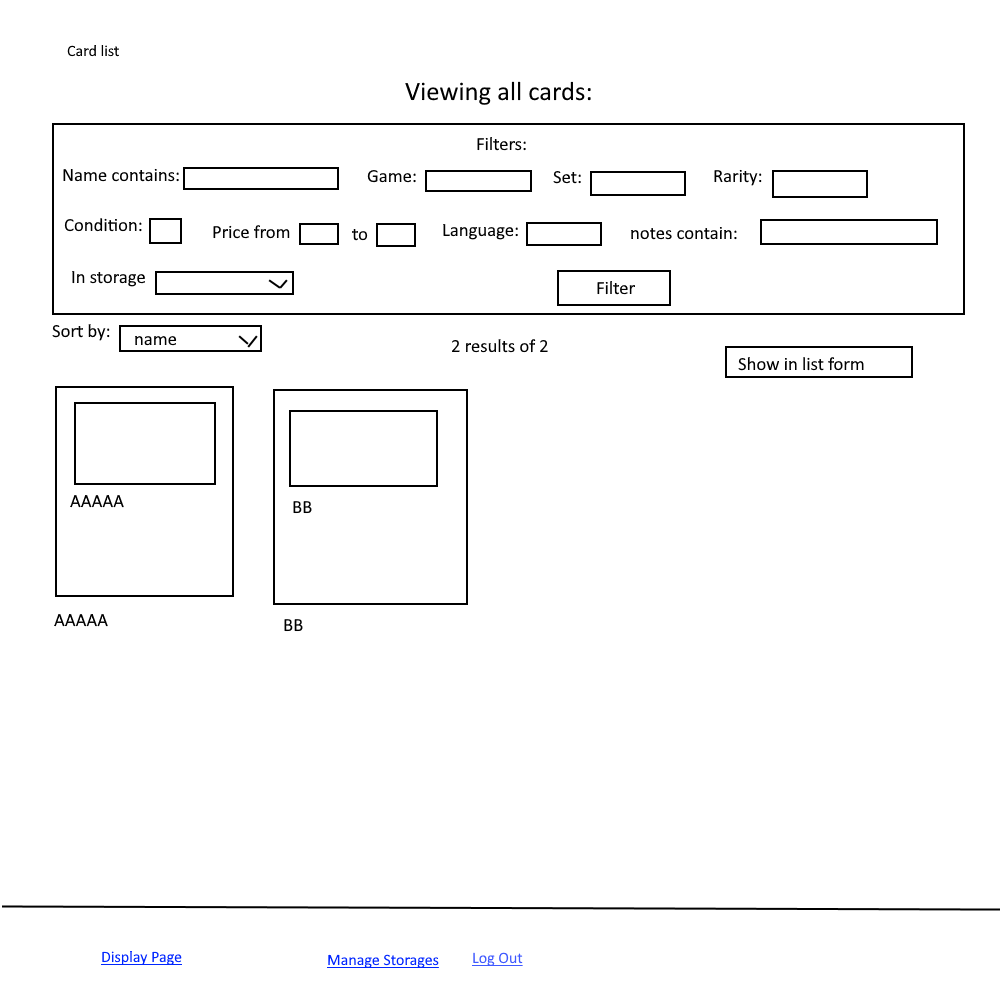 Card list
Viewing all cards:
Filters:
Name contains: Game: Set: Rarity:
Condition: Price from to Language: notes contain:
In storage Filter
Sort by: name 2 results of 2 Show in list form
AAAAA BB
AAAAA BB
Display Page Manage Storages Log Out